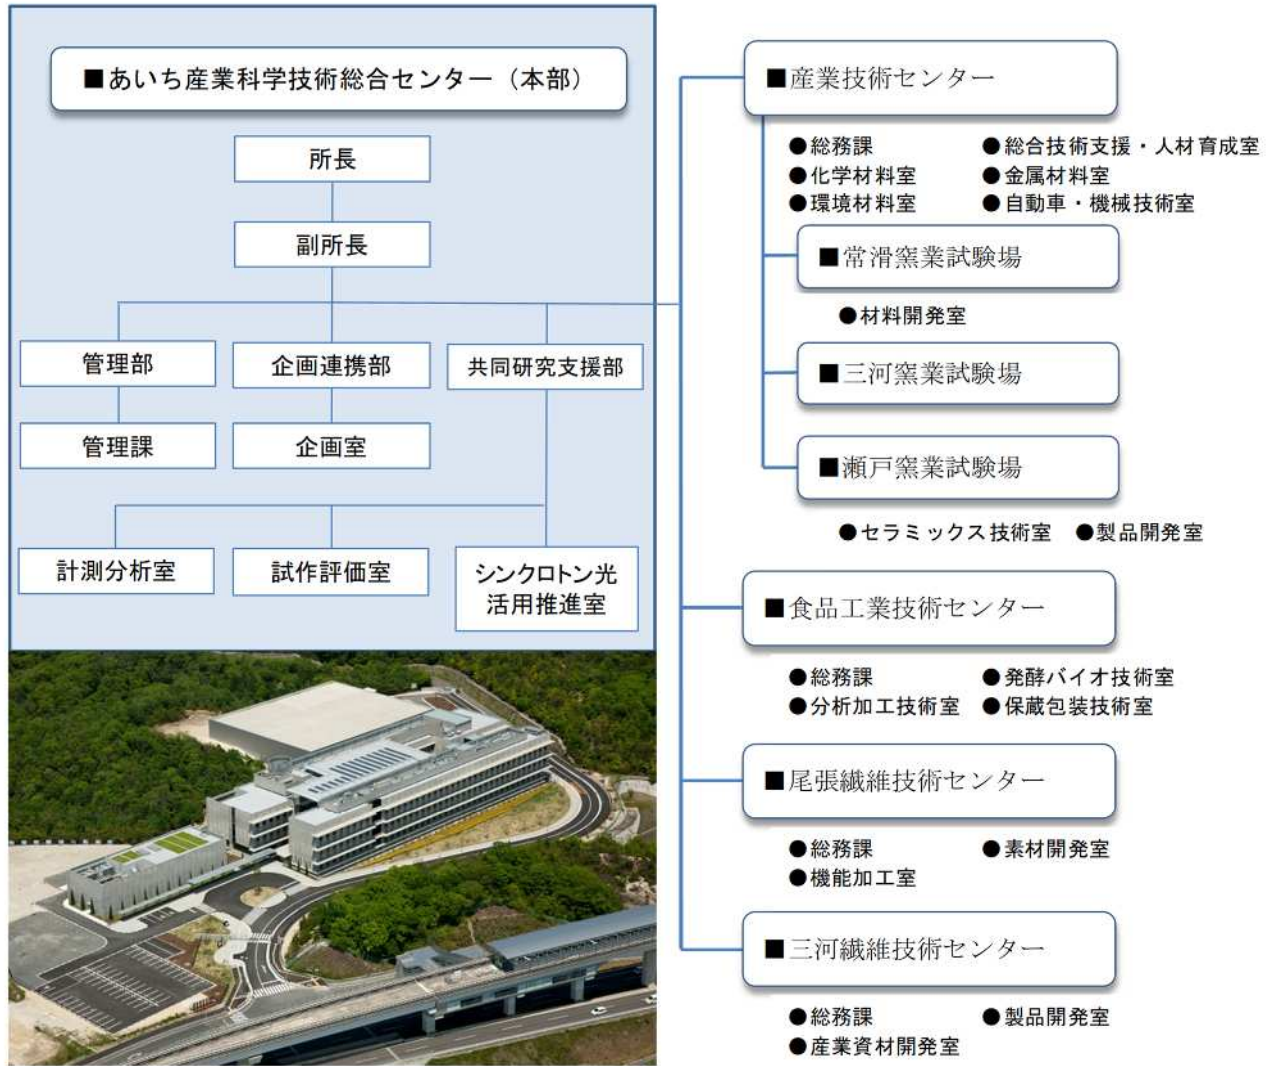 ■あいち産業科学技術総合センター（本部）
所長
副所長
管理部
企画連携部
共同研究支援部
管理課
企画室
計測分析室
試作評価室
シンクロトン光
活用推進室
■産業技術センター
●総務課
●総合技術支援・人材育成室
●化学材料室
●金属材料室
●環境材料室
●自動車・機械技術室
■常滑窯業試験場
●材料開発室
■三河窯業試験場
■瀬戸窯業試験場
●セラミックス技術室
●製品開発室
■食品工業技術センター
●総務課
●発酵バイオ技術室
●分析加工技術室
●保蔵包装技術室
■尾張繊維技術センター
●総務課
●素材開発室
●機能加工室
■三河繊維技術センター
●総務課
●製品開発室
●産業資材開発室